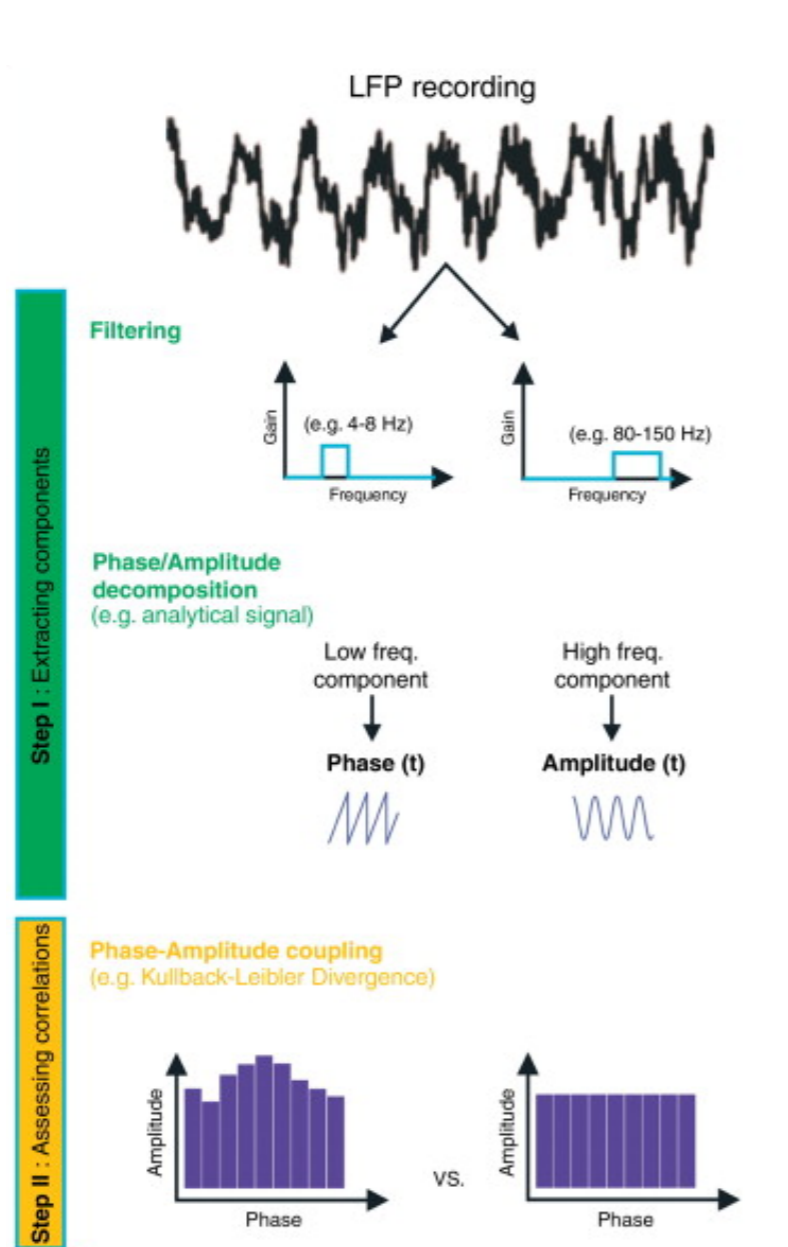 LFP recording
Filtering
Gain
(e.g. 4-8 Hz)
Frequency
Gain
(e.g. 80-150 Hz)
Frequency
Step I : Extracting components
Phase/Amplitude
decomposition
(e.g. analytical signal)
Low freq.
component
Phase (t)
High freq.
component
Amplitude (t)
Step II : Assessing correlations
Phase-Amplitude coupling
(e.g. Kullback-Leibler Divergence)
Amplitude
Phase
vs.
Amplitude
Phase